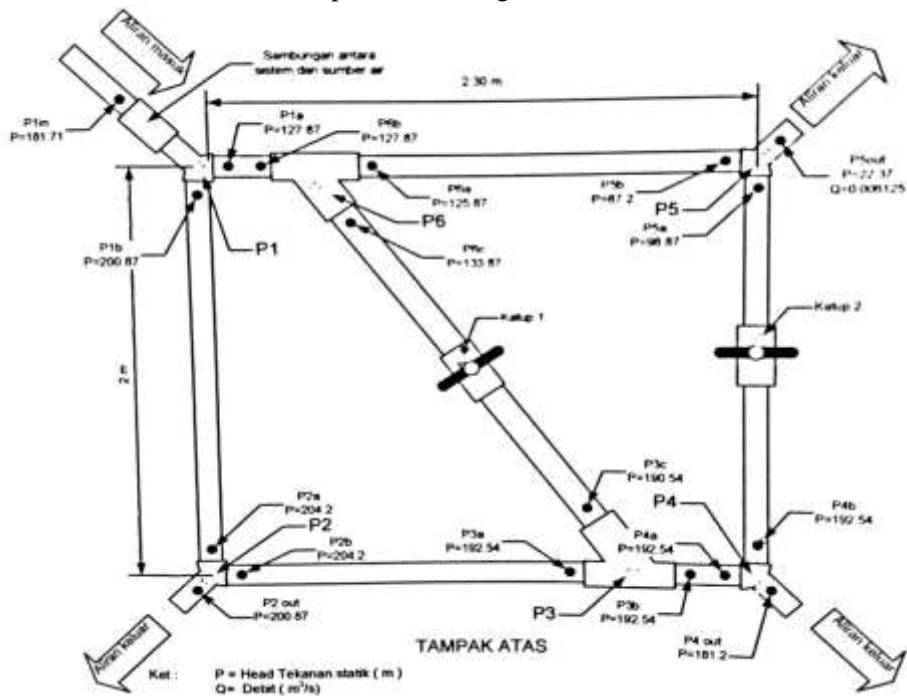 Aliran masuk
Sambungan antara
sistem dan sumber air
2.30 m
Aliran keluar
P1in
P=181.71
P1a
P=127.87
P6b
P=127.87
P6a
P=125.87
P5b
P=87.2
P5
P5out
P=22.37
Q=0.006125
P5a
P=98.87
P6
P6c
P=133.87
P1
P1b
P=200.87
Katup 1
Katup 2
2 m
P2a
P=204.2
P2
P2b
P=204.2
P3a
P=192.54
P3c
P=190.54
P4
P4a
P=192.54
P4b
P=192.54
P2 out
P=200.87
P3
P3b
P=192.54
P4 out
P=181.2
Aliran keluar
Aliran keluar
TAMPAK ATAS
Ket : P = Head Tekanan statik ( m )
Q= Debit ( m³/s)